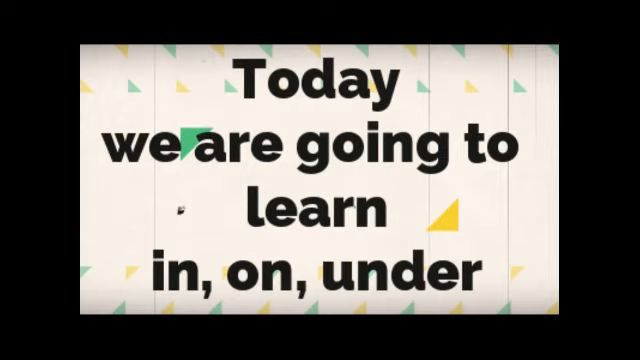 Today
we are going to
learn
in, on, under